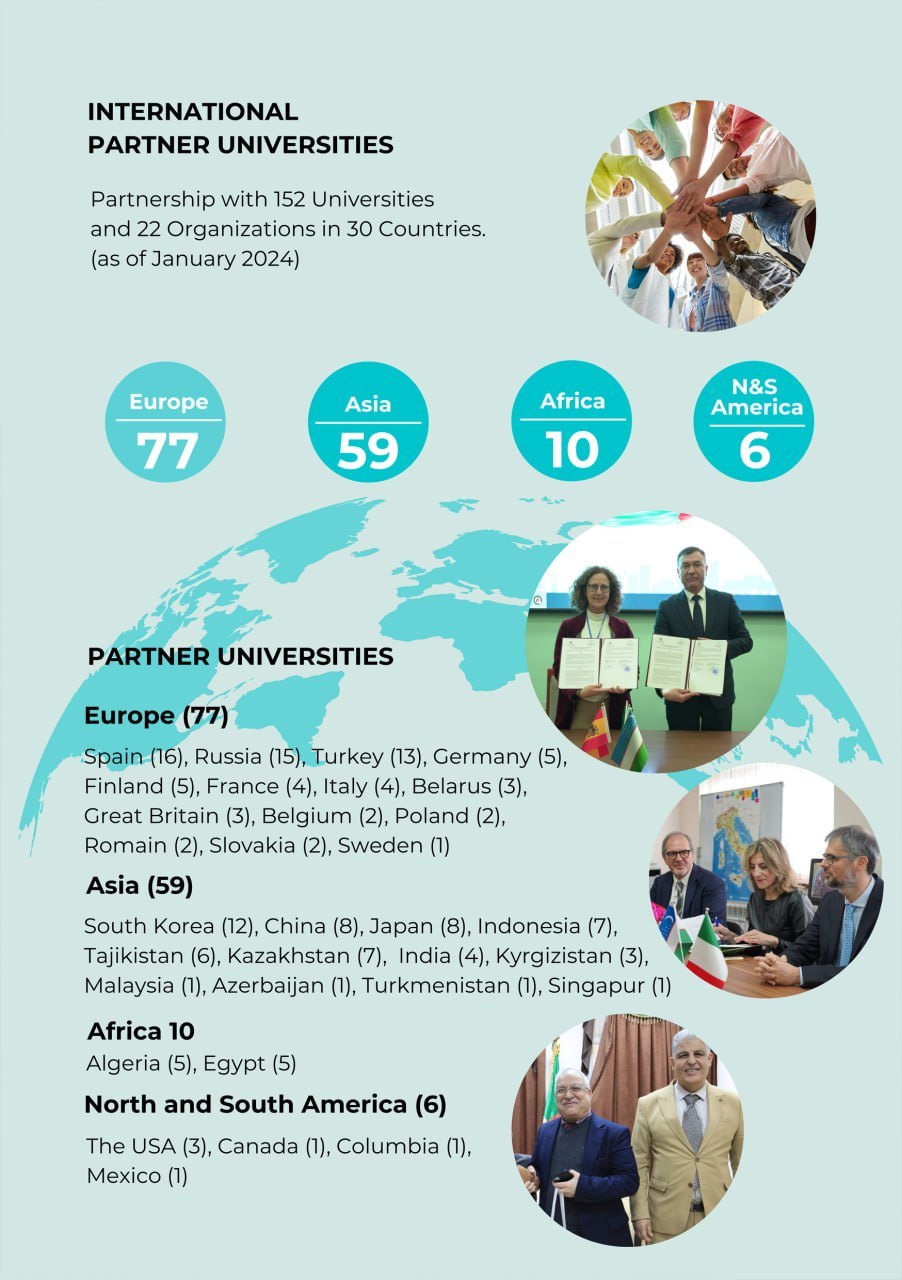 INTERNATIONAL
PARTNER UNIVERSITIES
Partnership with 152 Universities
and 22 Organizations in 30 Countries.
(as of January 2024)
Europe
77
Asia
59
Africa
10
N&S
America
6
PARTNER UNIVERSITIES
Europe (77)
Spain (16), Russia (15), Turkey (13), Germany (5),
Finland (5), France (4), Italy (4), Belarus (3),
Great Britain (3), Belgium (2), Poland (2),
Romain (2), Slovakia (2), Sweden (1)
Asia (59)
South Korea (12), China (8), Japan (8), Indonesia (7),
Tajikistan (6), Kazakhstan (7),  India (4), Kyrgizistan (3),
Malaysia (1), Azerbaijan (1), Turkmenistan (1), Singapur (1)
Africa 10
Algeria (5), Egypt (5)
North and South America (6)
The USA (3), Canada (1), Columbia (1),
Mexico (1)